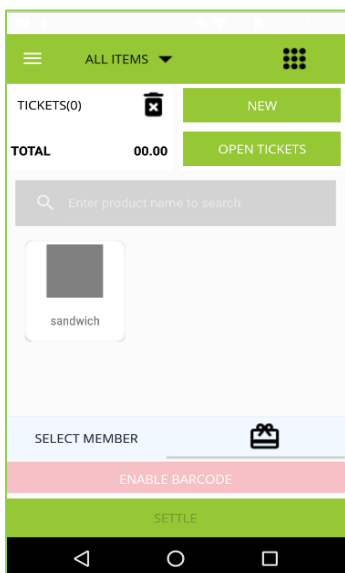 ALL ITEMS
TICKETS(0)
NEW
TOTAL 00.00
OPEN TICKETS
Enter product name to search
sandwich
SELECT MEMBER
ENABLE BARCODE
SETTLE